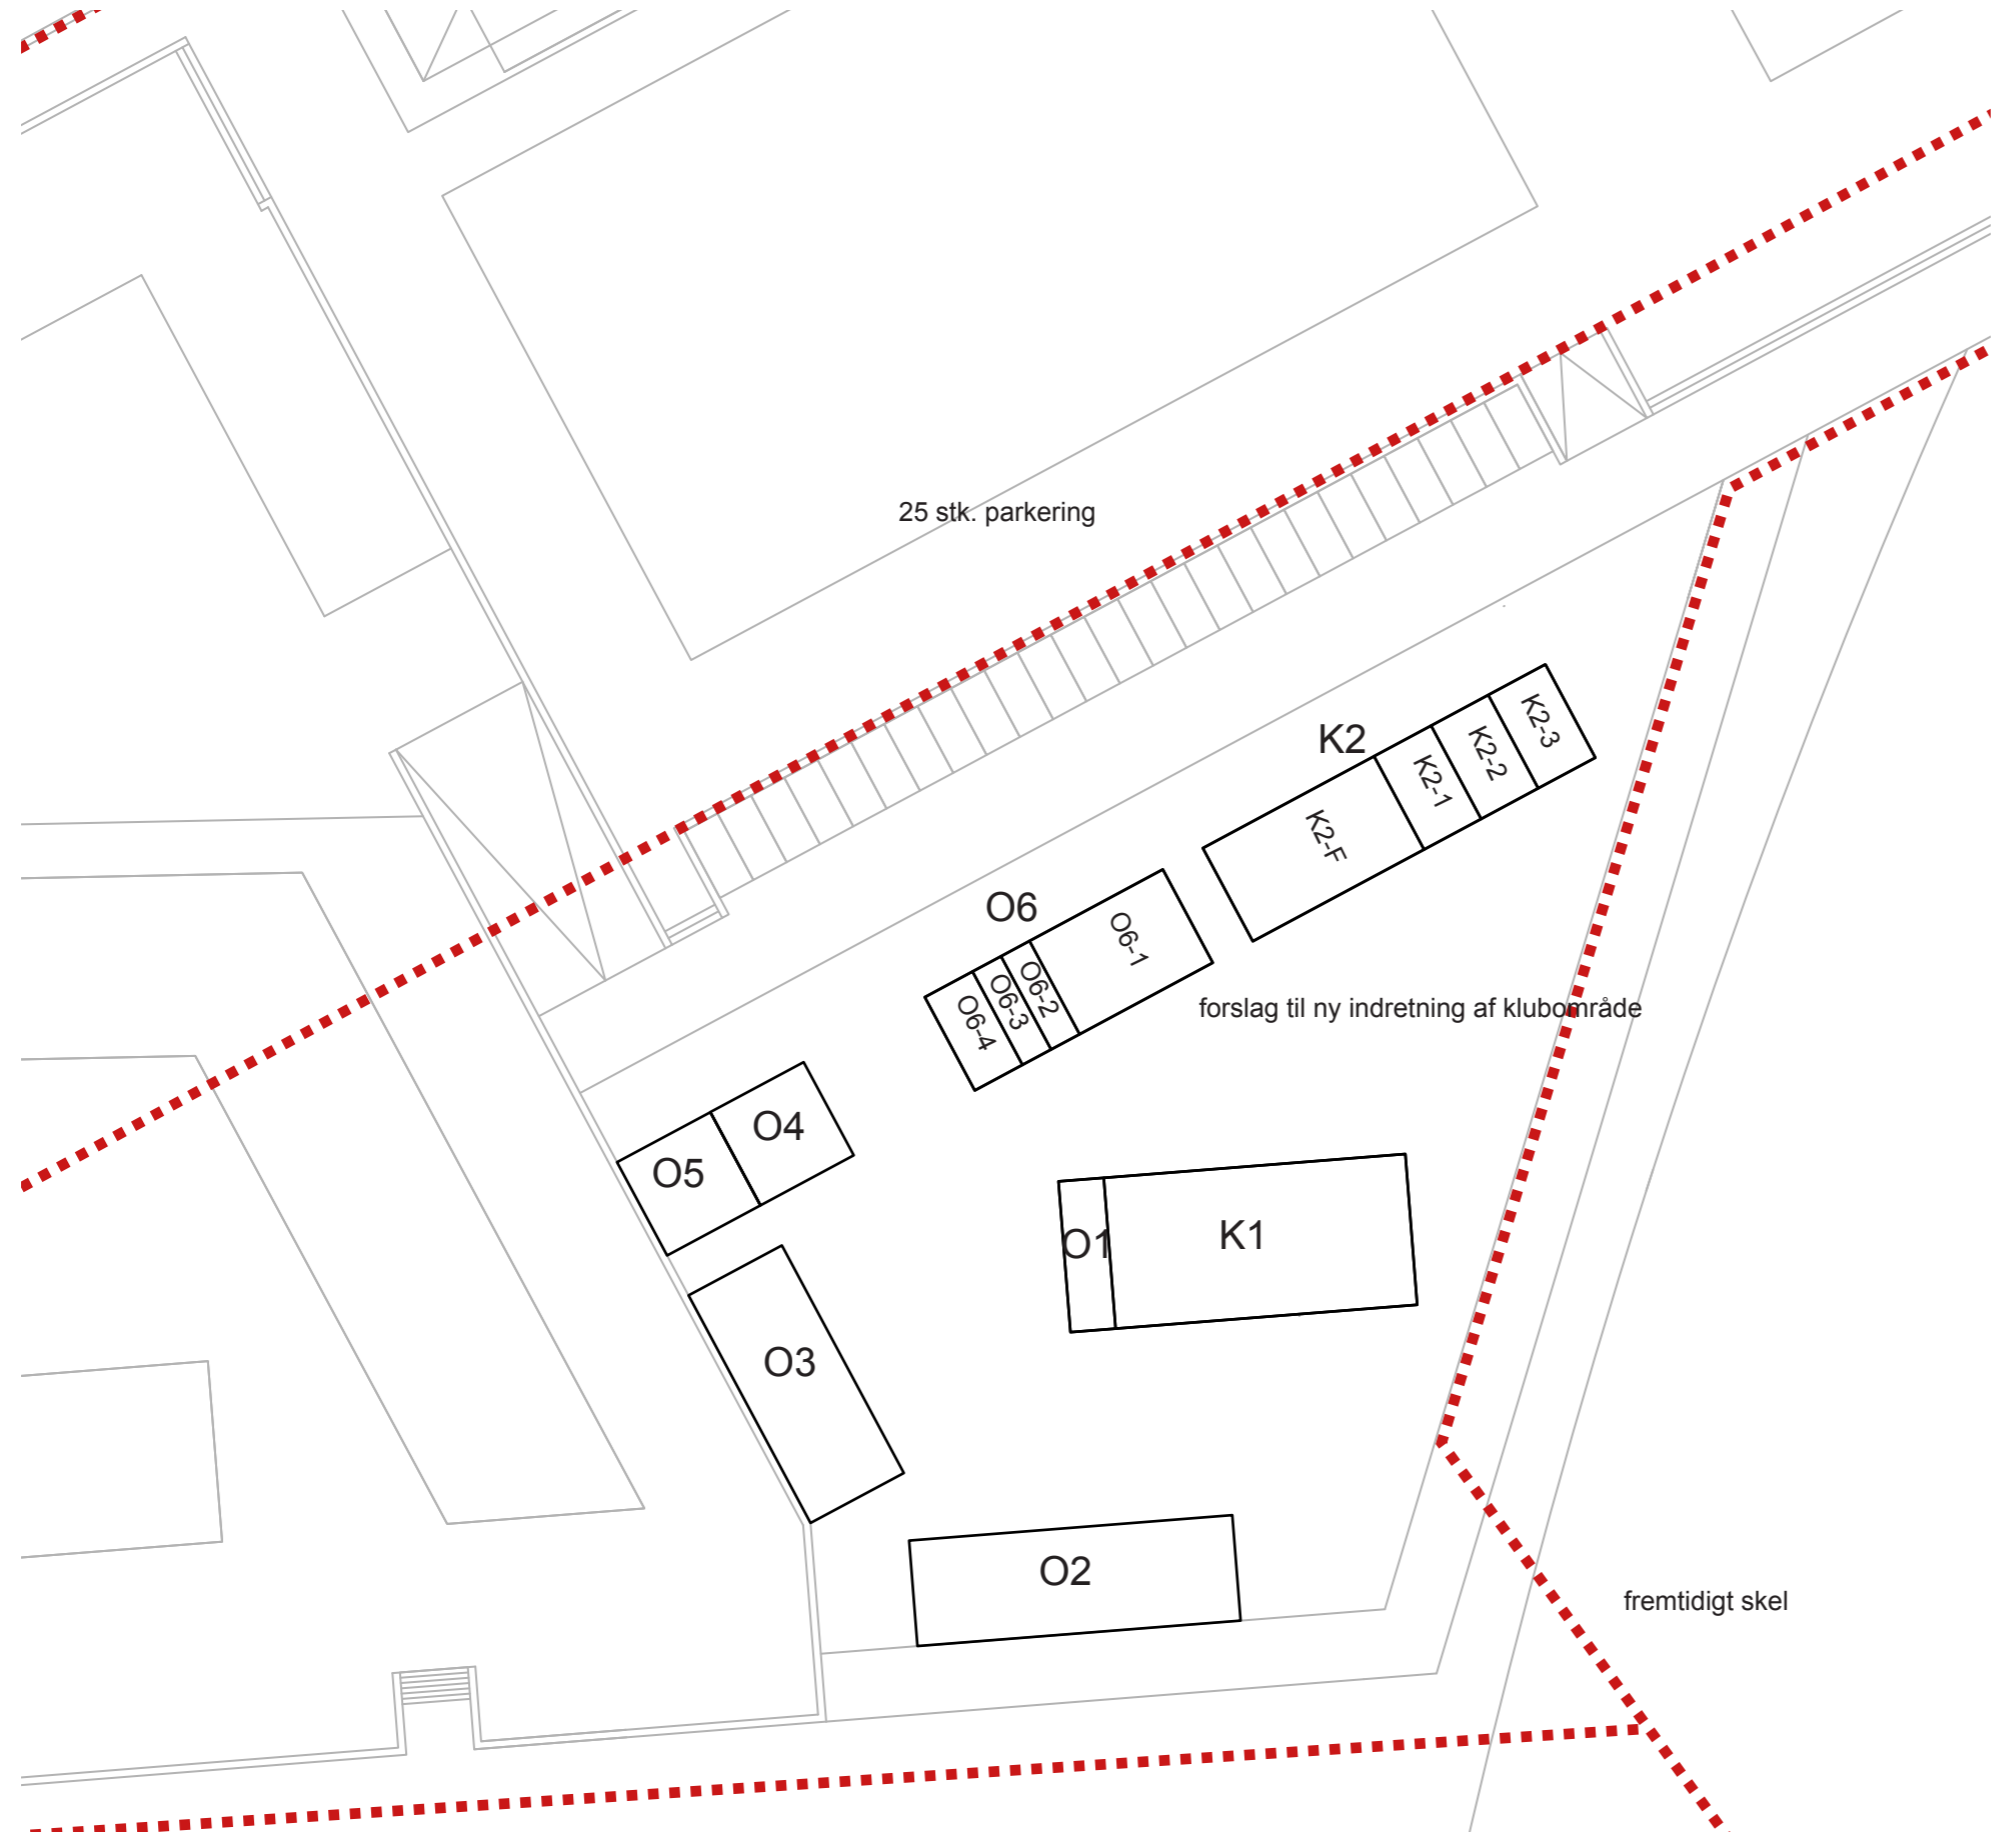 25 stk. parkering
K2
K2-3
K2-2
K2-1
K2-F
O6
O6-1
O6-2
O6-3
O6-4
forslag til ny indretning af klubområde
O4
O5
O1
K1
O3
O2
fremtidigt skel